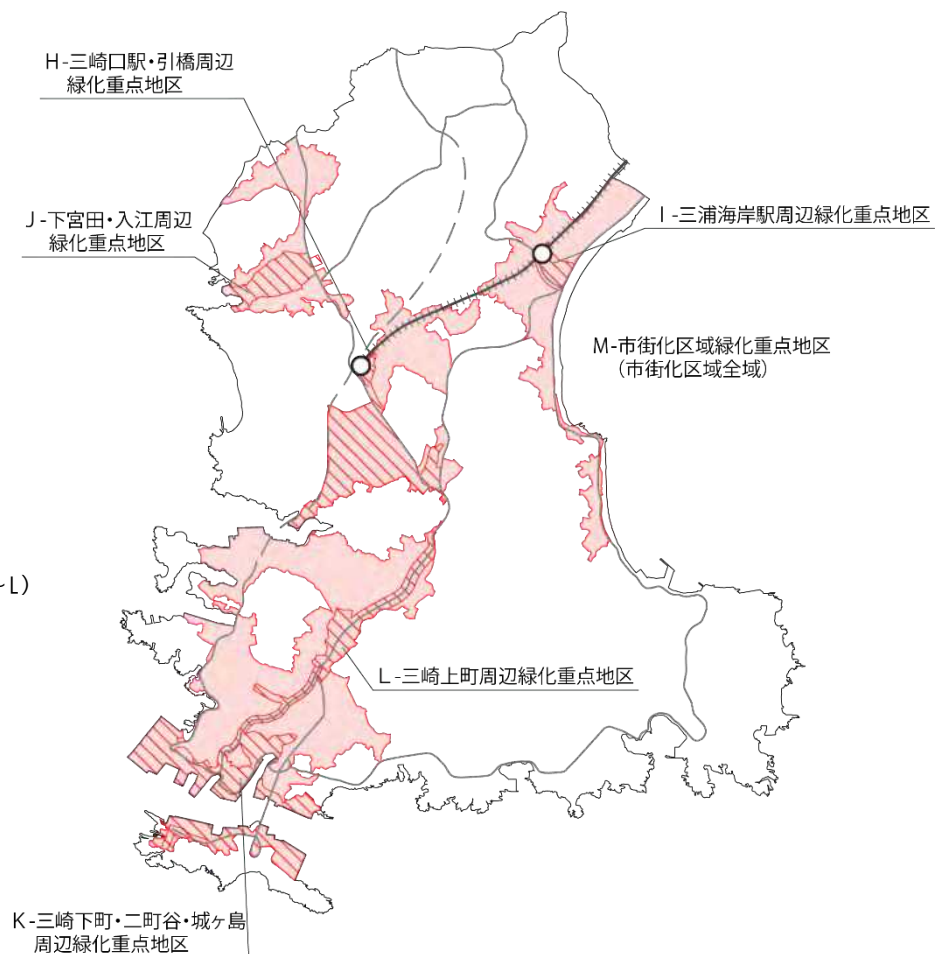 H-三崎口駅・引橋周辺
緑化重点地区
J-下宮田・入江周辺
緑化重点地区
I-三浦海岸駅周辺緑化重点地区
M-市街化区域緑化重点地区
(市街化区域全域)
L)
L-三崎上町周辺緑化重点地区
K-三崎下町・二町谷・城ヶ島
周辺緑化重点地区